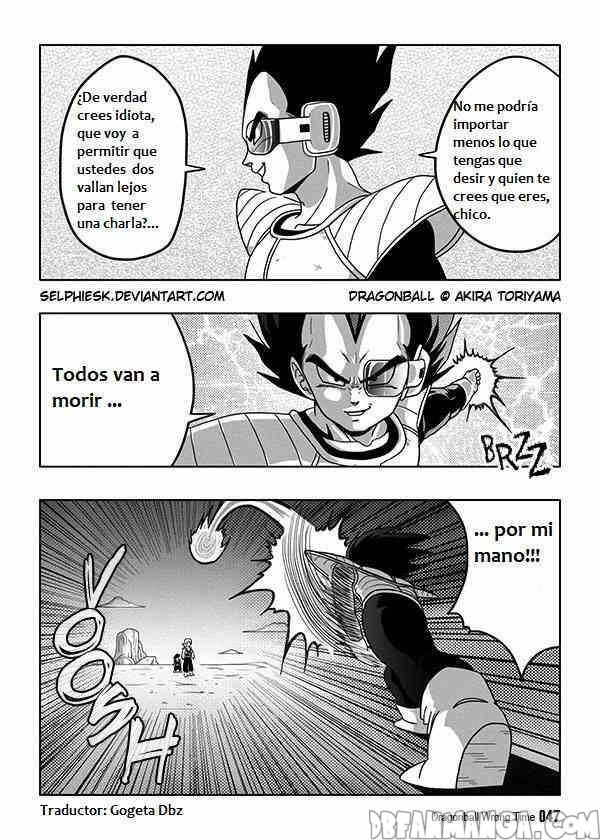 ¿De verdad
crees idiota,
que voy a
permitir que
ustedes dos
vallan lejos
para tener
una charla?...
No me podría
importar
menos lo que
tengas que
desir y quien te
crees que eres,
chico.
SELPHIESK.DEVIANTART.COM
DRAGONBALL © AKIRA TORIYAMA
Todos van a
morir ...
BRZZ
... por mi
mano!!!
YOOSH
Traductor: Gogeta Dbz
Dragonball Wrong Time 047
DBFANMANGA.COM